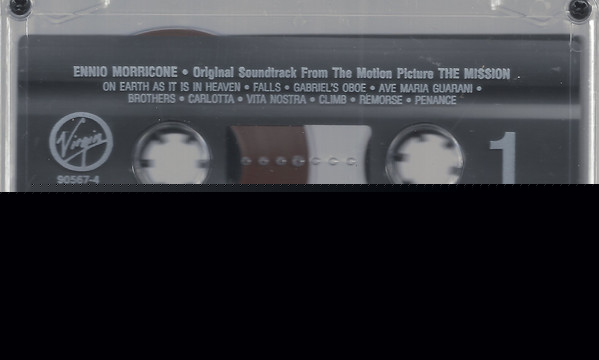 ENNIO MORRICONE • Original Soundtrack From The Motion Picture THE MISSION
ON EARTH AS IT IS IN HEAVEN • FALLS • GABRIEL'S OBOE • AVE MARIA GUARANI •
BROTHERS • CARLOTTA • VITA NOSTRA • CLIMB • REMORSE • PENANCE
Virgin
1
90567-4